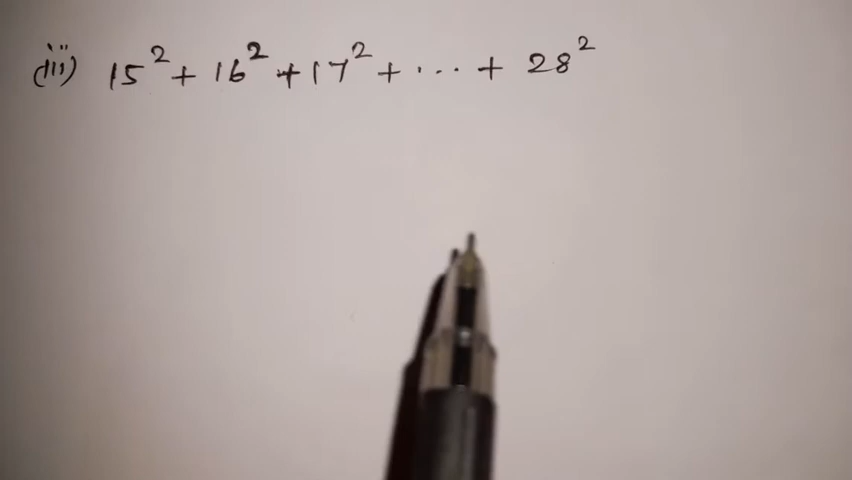 (iii) 15² + 16² + 17² + ... + 28²